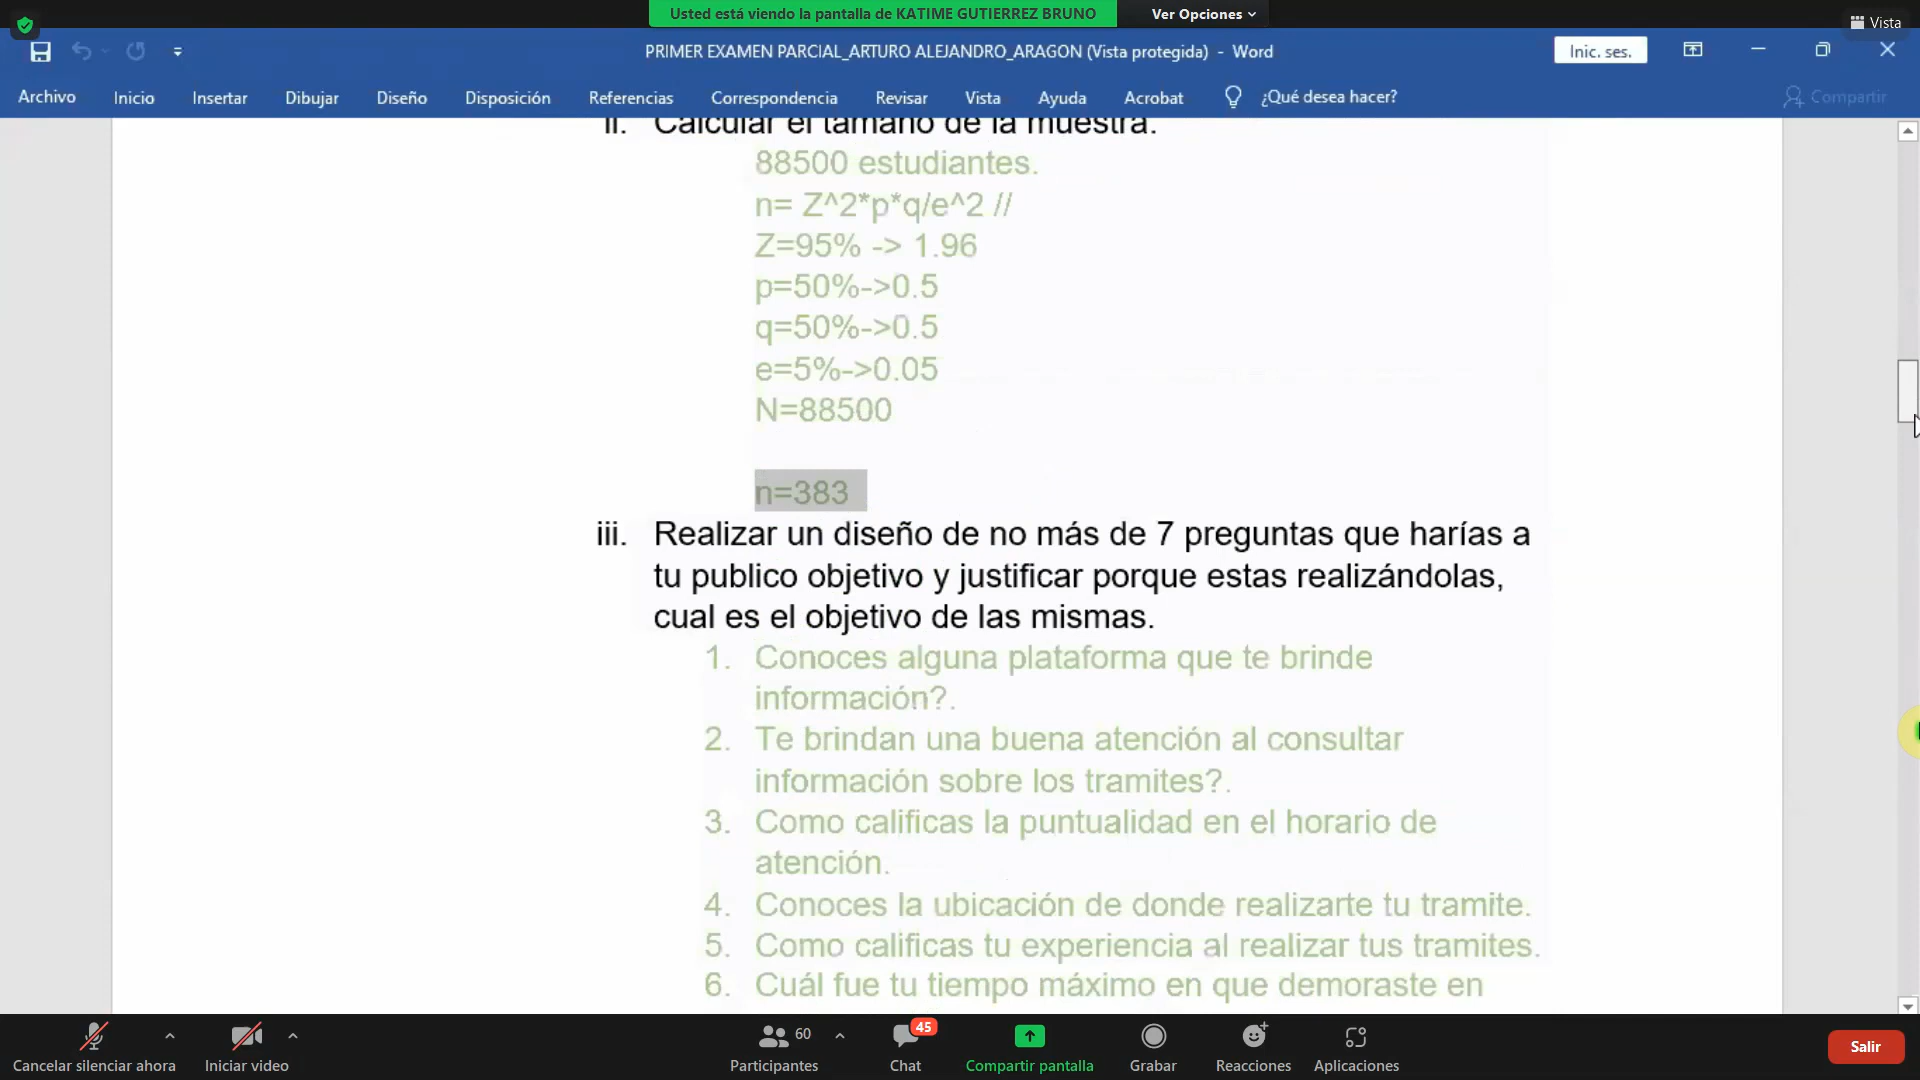 Usted está viendo la pantalla de KATIME GUTIERREZ BRUNO
Ver Opciones
Vista
PRIMER EXAMEN PARCIAL_ARTURO ALEJANDRO_ARAGON (Vista protegida) - Word
Inic. ses.
Archivo Inicio Insertar Dibujar Diseño Disposición Referencias Correspondencia Revisar Vista Ayuda Acrobat ¿Qué desea hacer? Compartir
ii. Calcular el tamaño de la muestra.
88500 estudiantes.
n= Z^2*p*q/e^2 //
Z=95% -> 1.96
p=50%->0.5
q=50%->0.5
e=5%->0.05
N=88500
n=383
iii. Realizar un diseño de no más de 7 preguntas que harías a
tu publico objetivo y justificar porque estas realizándolas,
cual es el objetivo de las mismas.
1. Conoces alguna plataforma que te brinde
información?.
2. Te brindan una buena atención al consultar
información sobre los tramites?.
3. Como calificas la puntualidad en el horario de
atención.
4. Conoces la ubicación de donde realizarte tu tramite.
5. Como calificas tu experiencia al realizar tus tramites.
6. Cuál fue tu tiempo máximo en que demoraste en
60
45
Cancelar silenciar ahora Iniciar video Participantes Chat Compartir pantalla Grabar Reacciones Aplicaciones Salir